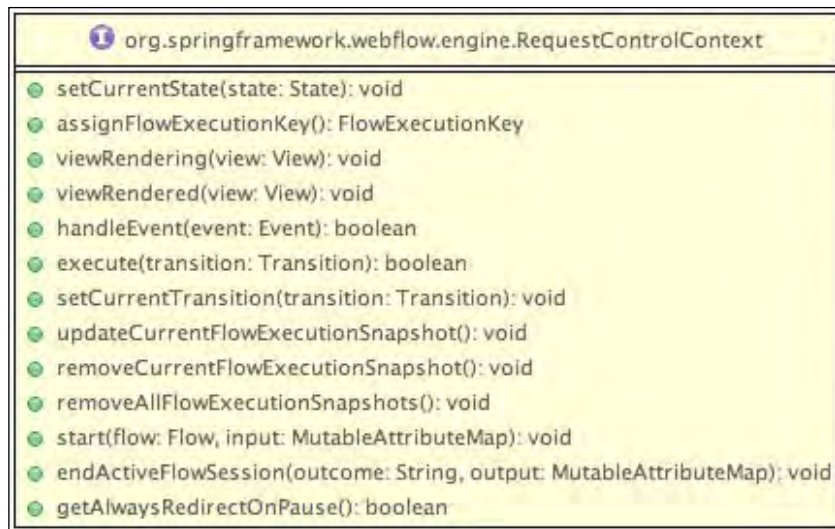 I org.springframework.webflow.engine.RequestControlContext
setCurrentState(state: State): void
assignFlowExecutionKey(): FlowExecutionKey
viewRendering(view: View): void
viewRendered(view: View): void
handleEvent(event: Event): boolean
execute(transition: Transition): boolean
setCurrentTransition(transition: Transition): void
updateCurrentFlowExecutionSnapshot(): void
removeCurrentFlowExecutionSnapshot(): void
removeAllFlowExecutionSnapshots(): void
start(flow: Flow, input: MutableAttributeMap): void
endActiveFlowSession(outcome: String, output: MutableAttributeMap): void
getAlwaysRedirectOnPause(): boolean